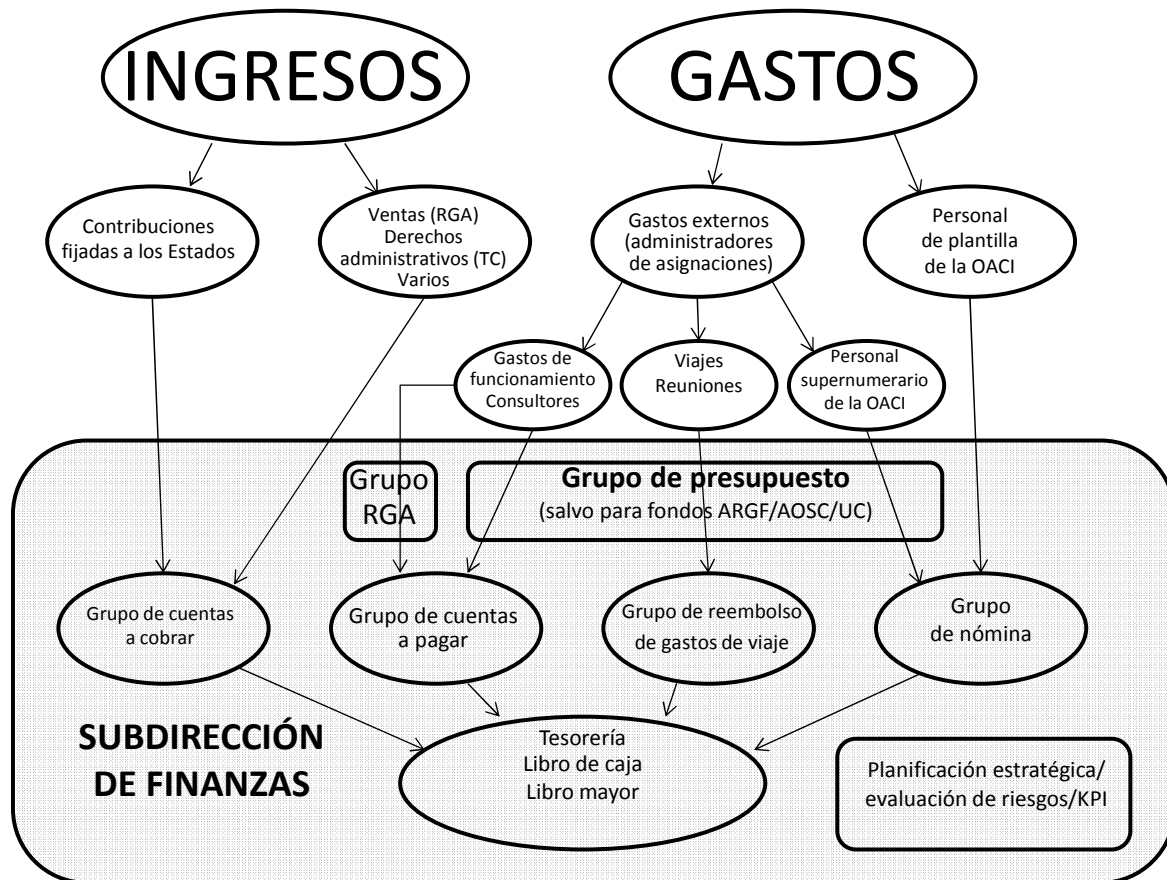 INGRESOS
GASTOS
Contribuciones
fijadas a los Estados
Ventas (RGA)
Derechos
administrativos (TC)
Varios
Gastos externos
(administradores
de asignaciones)
Personal
de plantilla
de la OACI
Gastos de
funcionamiento
Consultores
Viajes
Reuniones
Personal
supernumerario
de la OACI
Grupo
RGA
Grupo de presupuesto
(salvo para fondos ARGF/AOSC/UC)
Grupo de cuentas
a cobrar
Grupo de cuentas
a pagar
Grupo de reembolso
de gastos de viaje
Grupo
de nómina
SUBDIRECCIÓN
DE FINANZAS
Tesorería
Libro de caja
Libro mayor
Planificación estratégica/
evaluación de riesgos/KPI